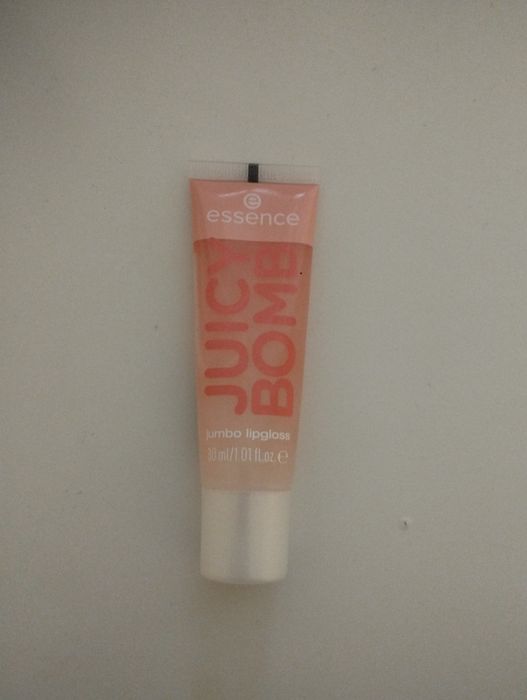 essence
JUICY
BOMB
jumbo lipgloss
30 ml/1.01 fl.oz.℮